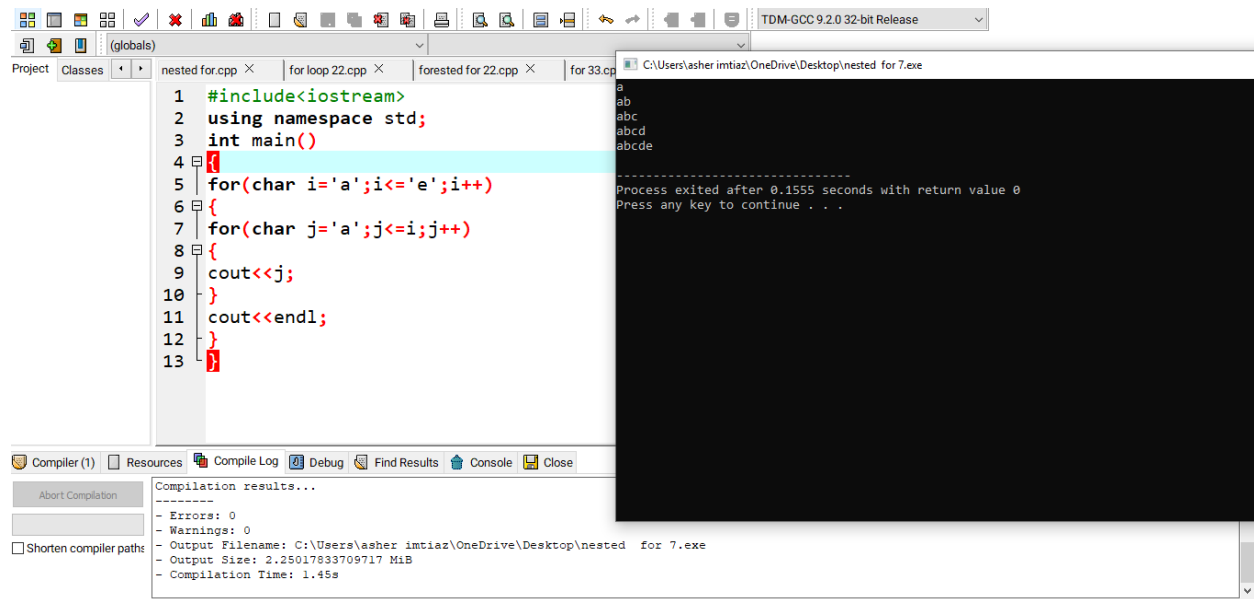 TDM-GCC 9.2.0 32-bit Release
(globals)
Project Classes
nested for.cpp for loop 22.cpp forested for 22.cpp for 33.cp
1 #include<iostream>
2 using namespace std;
3 int main()
4 {
5 for(char i='a';i<='e';i++)
6 {
7 for(char j='a';j<=i;j++)
8 {
9 cout<<j;
10 }
11 cout<<endl;
12 }
13 }
C:\Users\asher imtiaz\OneDrive\Desktop\nested  for 7.exe
a
ab
abc
abcd
abcde
--------------------------------
Process exited after 0.1555 seconds with return value 0
Press any key to continue . . .
Compiler (1) Resources Compile Log Debug Find Results Console Close
Abort Compilation
Shorten compiler paths
Compilation results...
--------
- Errors: 0
- Warnings: 0
- Output Filename: C:\Users\asher imtiaz\OneDrive\Desktop\nested  for 7.exe
- Output Size: 2.25017833709717 MiB
- Compilation Time: 1.45s